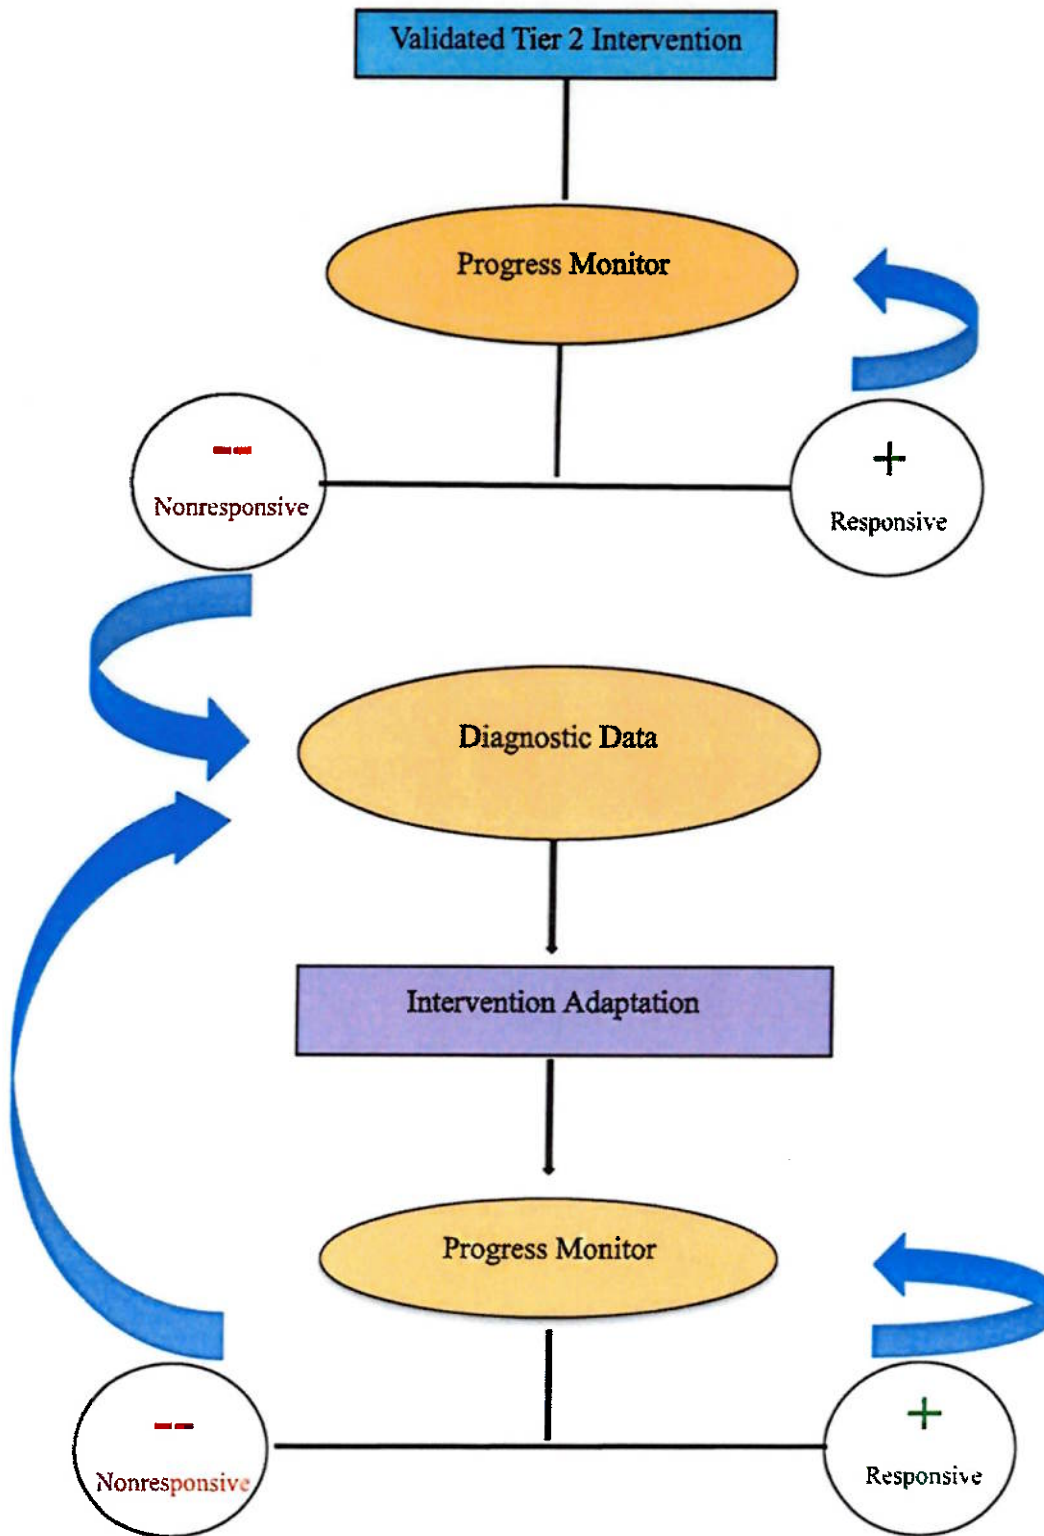 Validated Tier 2 Intervention
Progress Monitor
--
Nonresponsive
+
Responsive
Diagnostic Data
Intervention Adaptation
Progress Monitor
--
Nonresponsive
+
Responsive